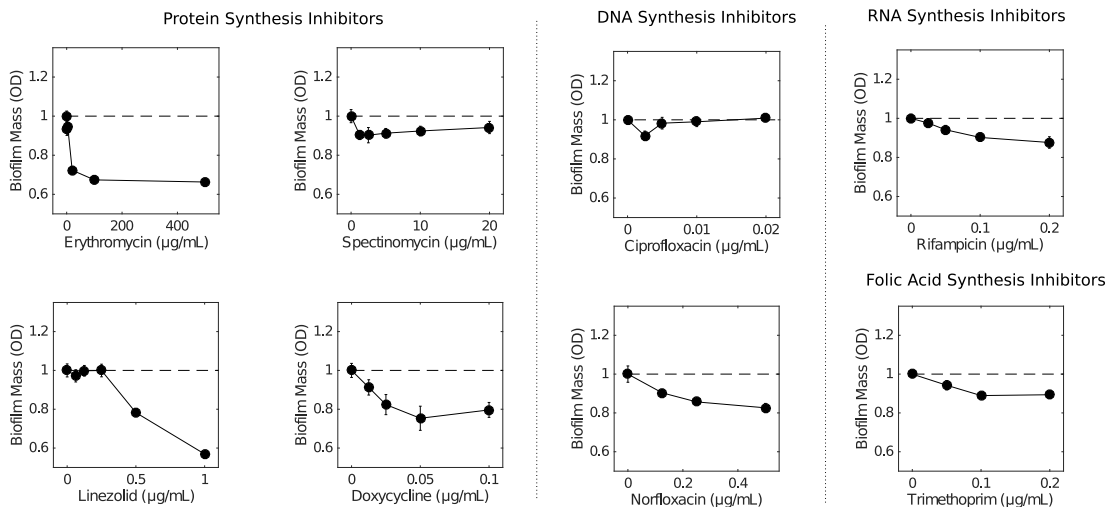 Protein Synthesis Inhibitors
DNA Synthesis Inhibitors
RNA Synthesis Inhibitors
1.2
1
0.8
0.6
Biofilm Mass (OD)
0 200 400
Erythromycin (µg/mL)
1.2
1
0.8
0.6
Biofilm Mass (OD)
0 10 20
Spectinomycin (µg/mL)
1.2
1
0.8
0.6
Biofilm Mass (OD)
0 0.01 0.02
Ciprofloxacin (µg/mL)
1.2
1
0.8
0.6
Biofilm Mass (OD)
0 0.1 0.2
Rifampicin (µg/mL)
Folic Acid Synthesis Inhibitors
1.2
1
0.8
0.6
Biofilm Mass (OD)
0 0.5 1
Linezolid (µg/mL)
1.2
1
0.8
0.6
Biofilm Mass (OD)
0 0.05 0.1
Doxycycline (µg/mL)
1.2
1
0.8
0.6
Biofilm Mass (OD)
0 0.2 0.4
Norfloxacin (µg/mL)
1.2
1
0.8
0.6
Biofilm Mass (OD)
0 0.1 0.2
Trimethoprim (µg/mL)